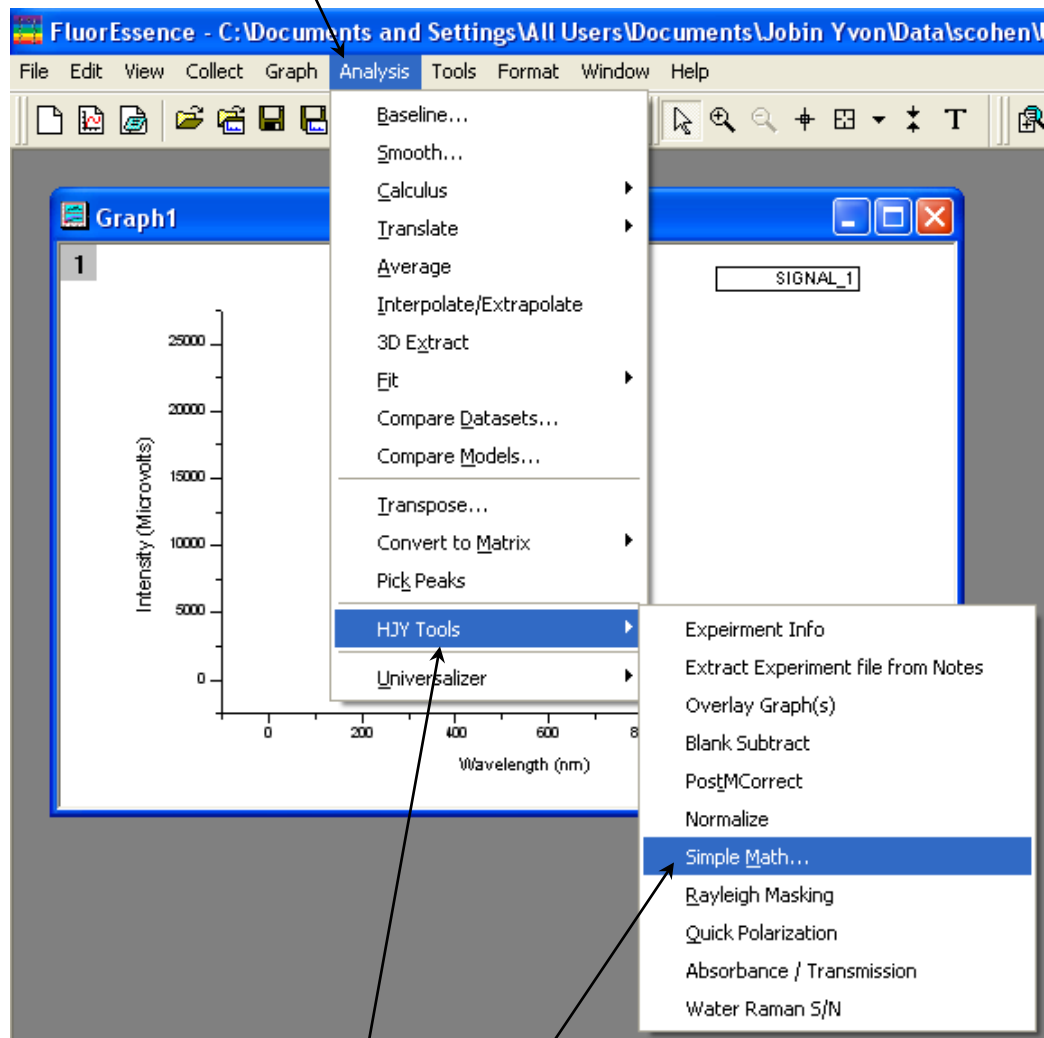 FluorEssence - C:\Documents and Settings\All Users\Documents\Jobin Yvon\Data\scohen\
File Edit View Collect Graph Analysis Tools Format Window Help
T
Baseline...
Smooth...
Calculus
Translate
Average
Interpolate/Extrapolate
3D Extract
Fit
Compare Datasets...
Compare Models...
Transpose...
Convert to Matrix
Pick Peaks
HJY Tools
Universalizer
Graph1
1
SIGNAL_1
25000
20000
15000
10000
5000
0
Intensity (Microvolts)
0 200 400 600 8
Wavelength (nm)
Expeirment Info
Extract Experiment file from Notes
Overlay Graph(s)
Blank Subtract
PostMCorrect
Normalize
Simple Math...
Rayleigh Masking
Quick Polarization
Absorbance / Transmission
Water Raman S/N